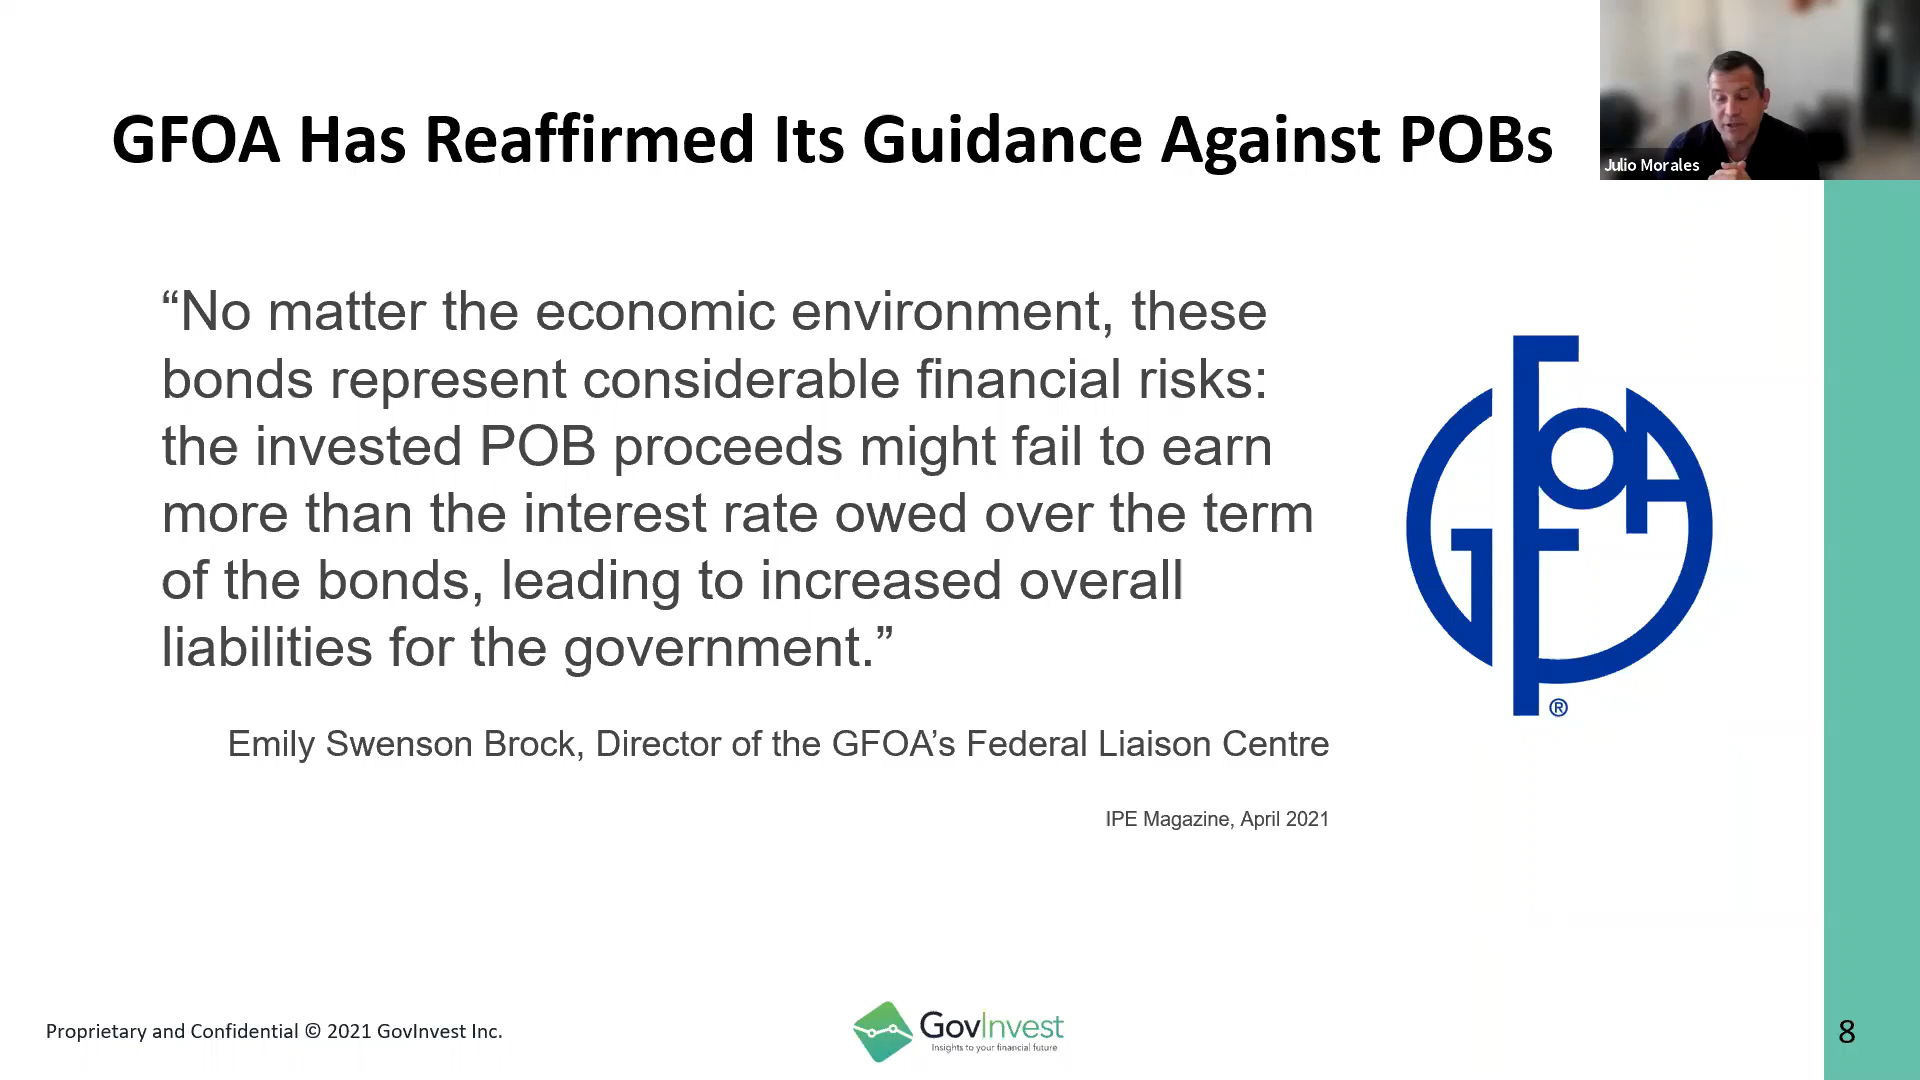 GFOA Has Reaffirmed Its Guidance Against POBs
Julio Morales
“No matter the economic environment, these
bonds represent considerable financial risks:
the invested POB proceeds might fail to earn
more than the interest rate owed over the term
of the bonds, leading to increased overall
liabilities for the government.”
GFOA
®
Emily Swenson Brock, Director of the GFOA’s Federal Liaison Centre
IPE Magazine, April 2021
Proprietary and Confidential © 2021 GovInvest Inc.
GovInvest
Insights to your financial future
8